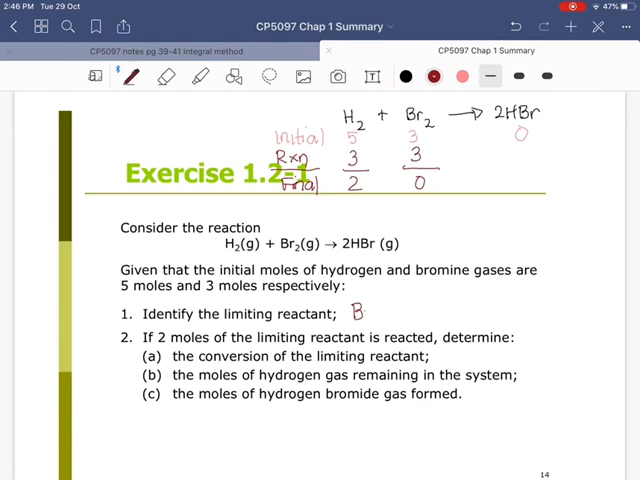 2:46 PM Tue 29 Oct
47%
CP5097 notes pg 39-41 Integral method
CP5097 Chap 1 Summary
CP5097 Chap 1 Summary
T
H2 + Br2 → 2HBr
Initial 5 3 0
Rxn 3 3
Final 2 0
Exercise 1.2-1
Consider the reaction
H2(g) + Br2(g) → 2HBr (g)
Given that the initial moles of hydrogen and bromine gases are
5 moles and 3 moles respectively:
1. Identify the limiting reactant; B
2. If 2 moles of the limiting reactant is reacted, determine:
(a) the conversion of the limiting reactant;
(b) the moles of hydrogen gas remaining in the system;
(c) the moles of hydrogen bromide gas formed.
14